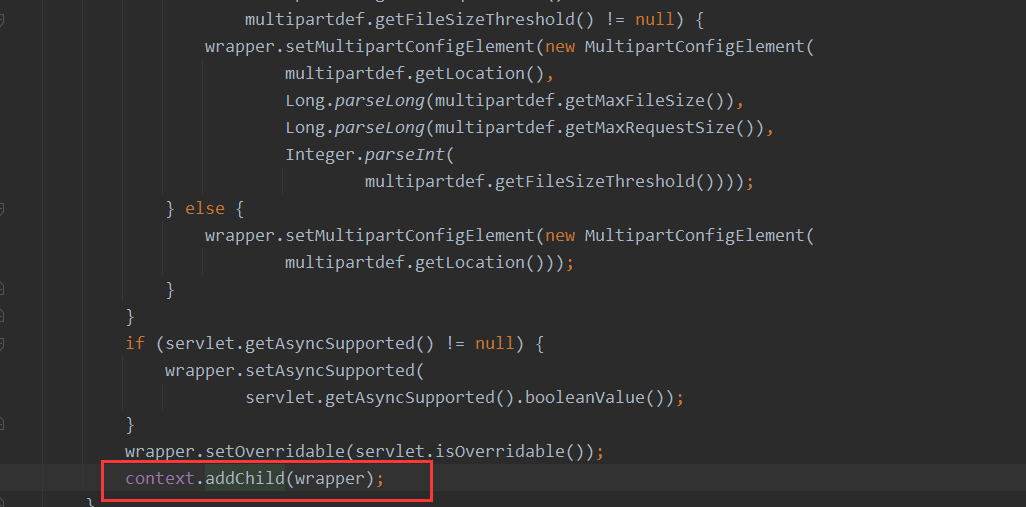 multipartdef.getFileSizeThreshold() != null) {
wrapper.setMultipartConfigElement(new MultipartConfigElement(
multipartdef.getLocation(),
Long.parseLong(multipartdef.getMaxFileSize()),
Long.parseLong(multipartdef.getMaxRequestSize()),
Integer.parseInt(
multipartdef.getFileSizeThreshold())));
} else {
wrapper.setMultipartConfigElement(new MultipartConfigElement(
multipartdef.getLocation()));
}
}
if (servlet.getAsyncSupported() != null) {
wrapper.setAsyncSupported(
servlet.getAsyncSupported().booleanValue());
}
wrapper.setOverridable(servlet.isOverridable());
context.addChild(wrapper);
}